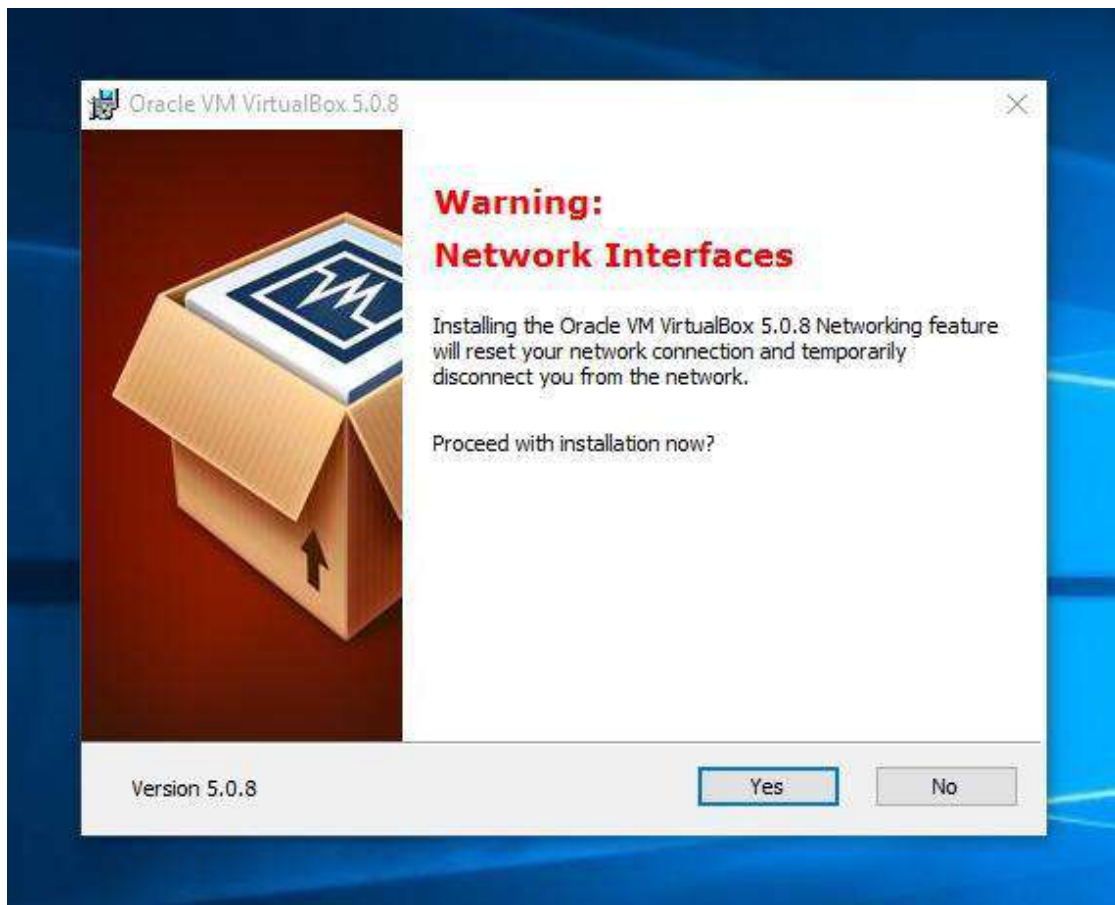 Oracle VM VirtualBox 5.0.8
Warning:
Network Interfaces
Installing the Oracle VM VirtualBox 5.0.8 Networking feature
will reset your network connection and temporarily
disconnect you from the network.
Proceed with installation now?
Version 5.0.8
Yes
No